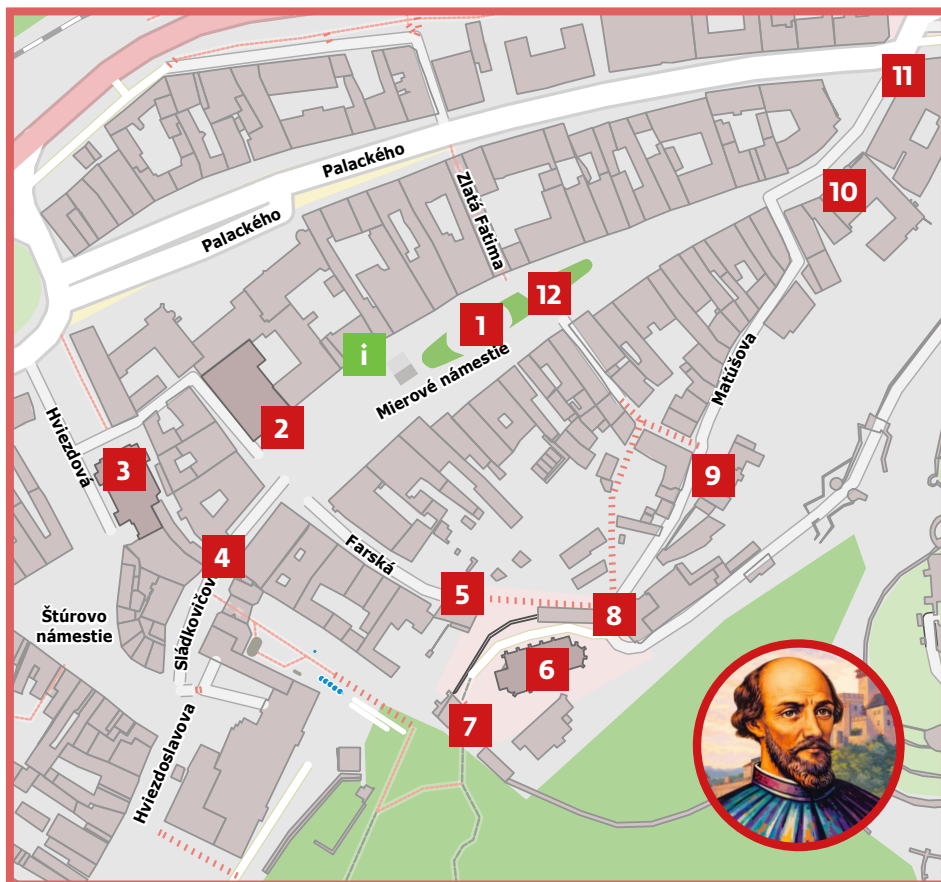 11
Palackého
10
Palackého
Zlatá Fatima
12
1
i
Mierové námestie
Matúšova
2
Hviezdová
3
9
4
Farská
5
Štúrovo
námestie
8
Sládkovičov
6
7
Hviezdoslavova